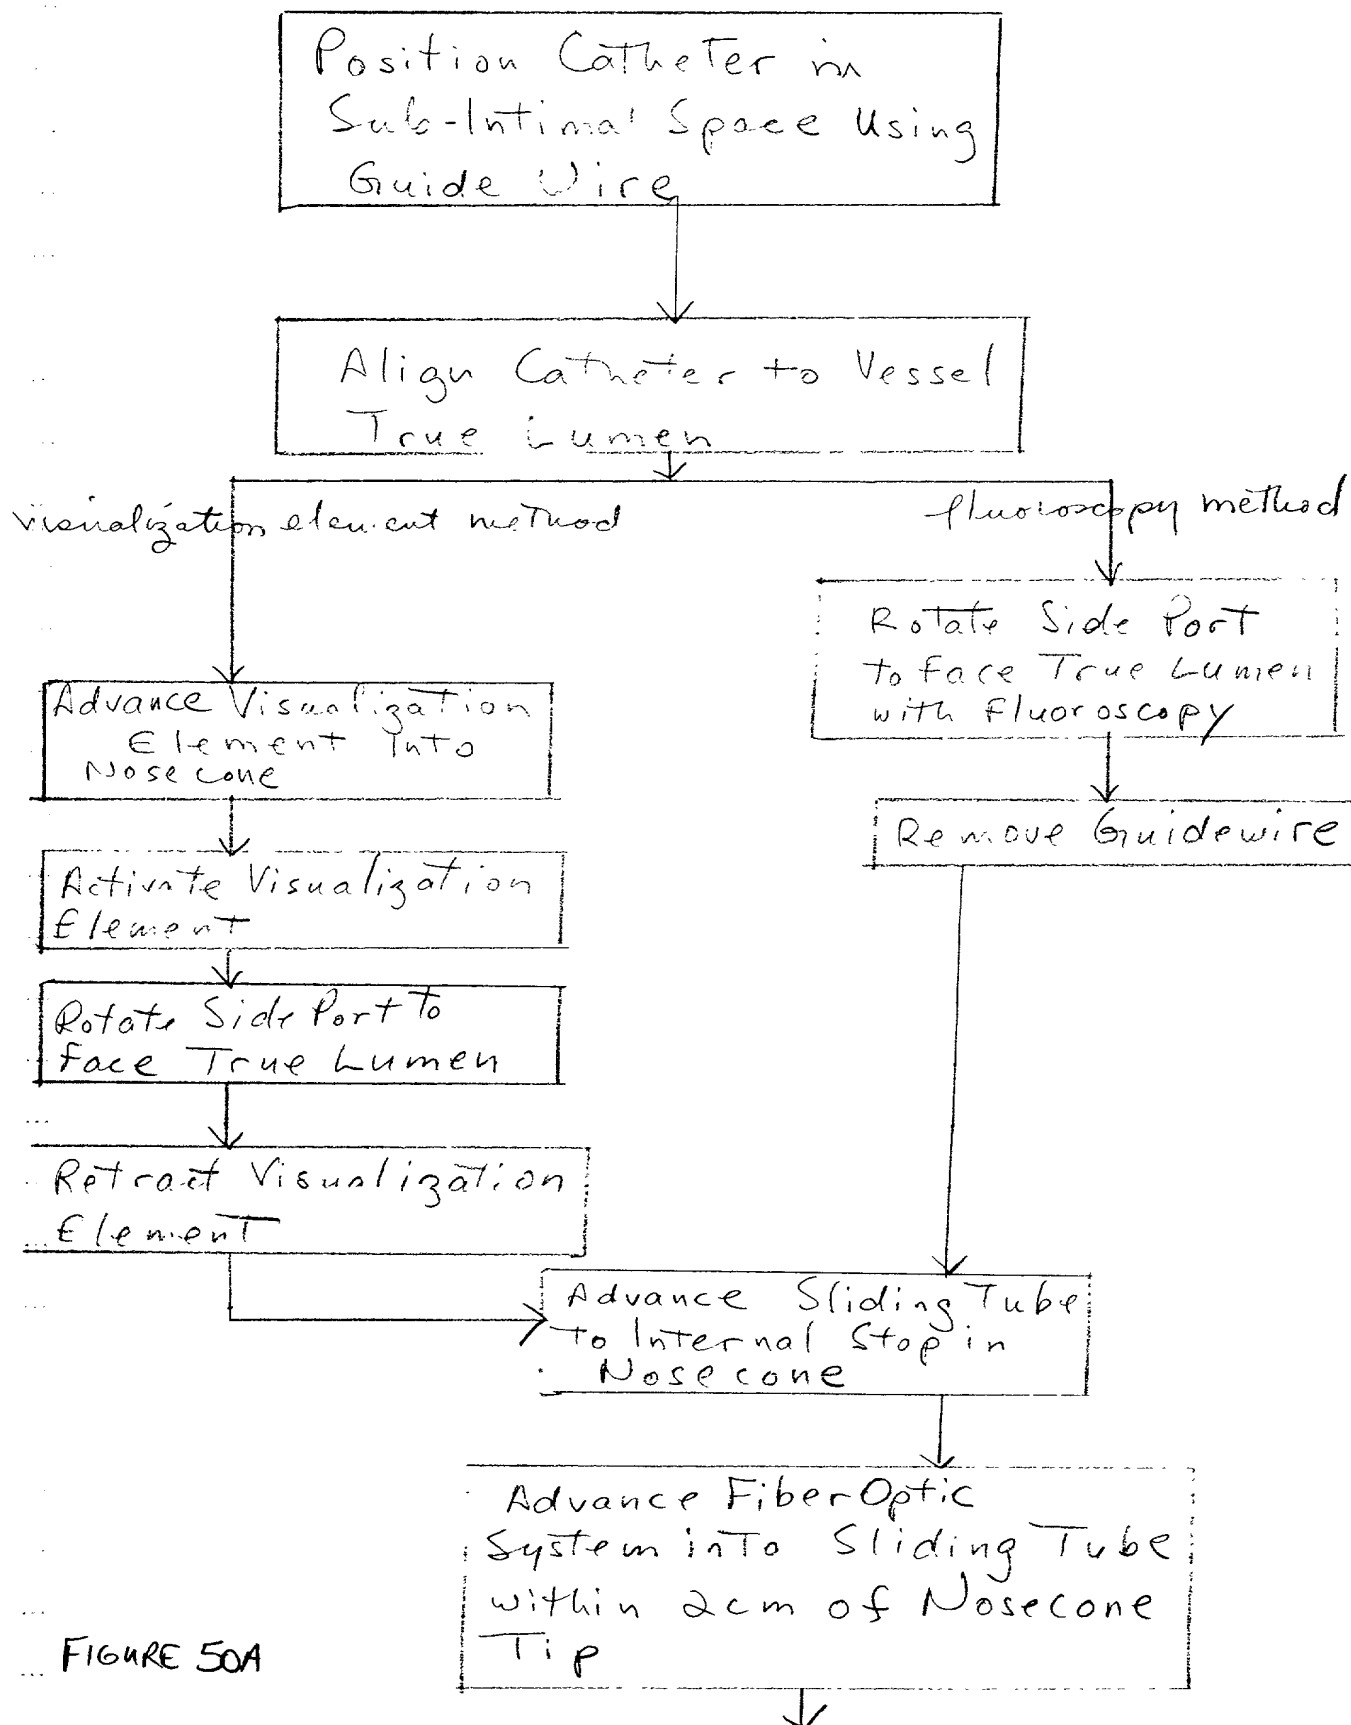 Position Catheter in
Sub-Intimal Space Using
Guide Wire
Align Catheter to Vessel
True Lumen
visualization element method
fluoroscopy method
Rotate Side Port
to Face True Lumen
with Fluoroscopy
Remove Guidewire
Advance Visualization
Element Into
Nosecone
Activate Visualization
Element
Rotate Side Port To
Face True Lumen
Retract Visualization
Element
Advance Sliding Tube
to Internal Stop in
Nosecone
Advance Fiber Optic
System into Sliding Tube
within 2cm of Nosecone
Tip
FIGURE 50A